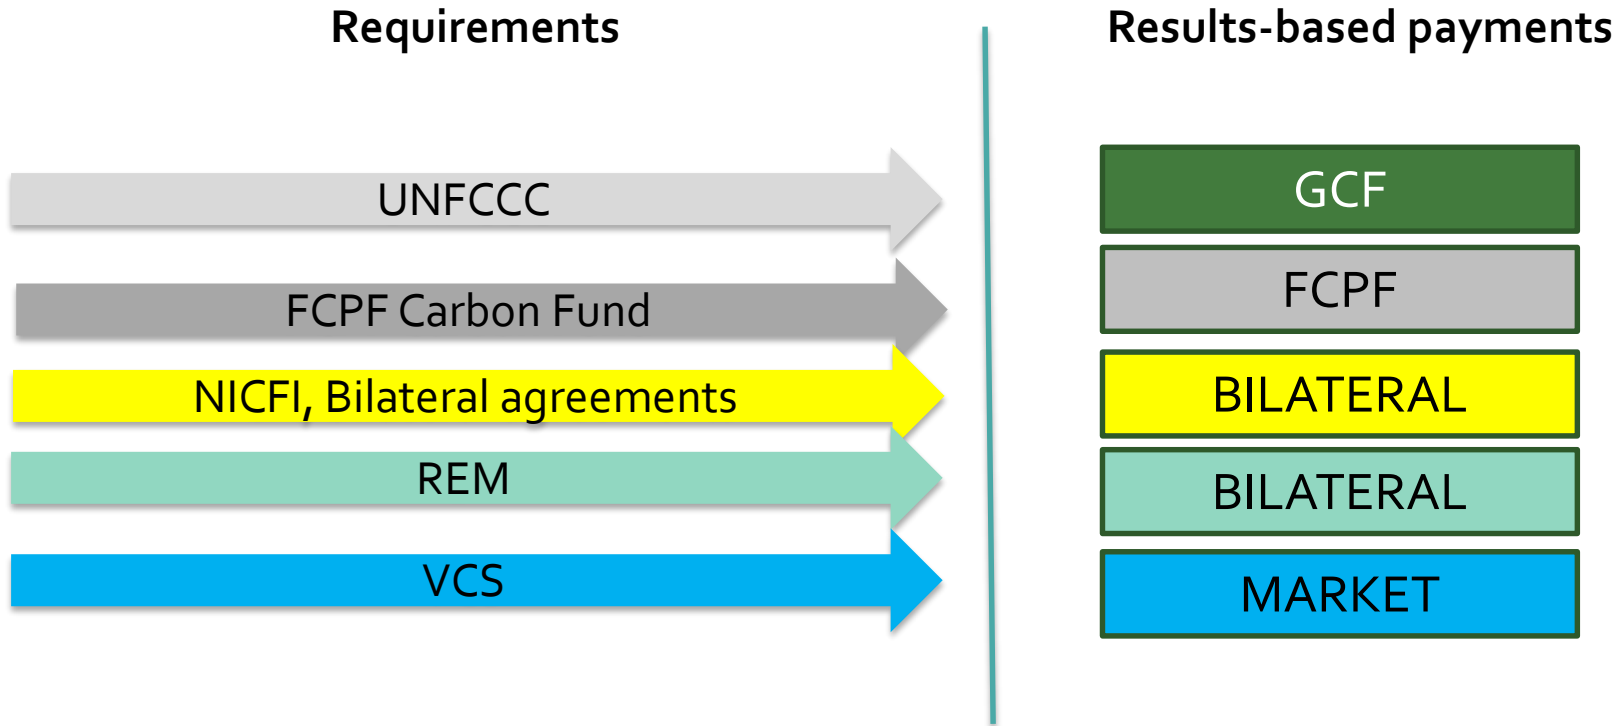 Requirements
Results-based payments
UNFCCC
GCF
FCPF Carbon Fund
FCPF
NICFI, Bilateral agreements
BILATERAL
REM
BILATERAL
VCS
MARKET